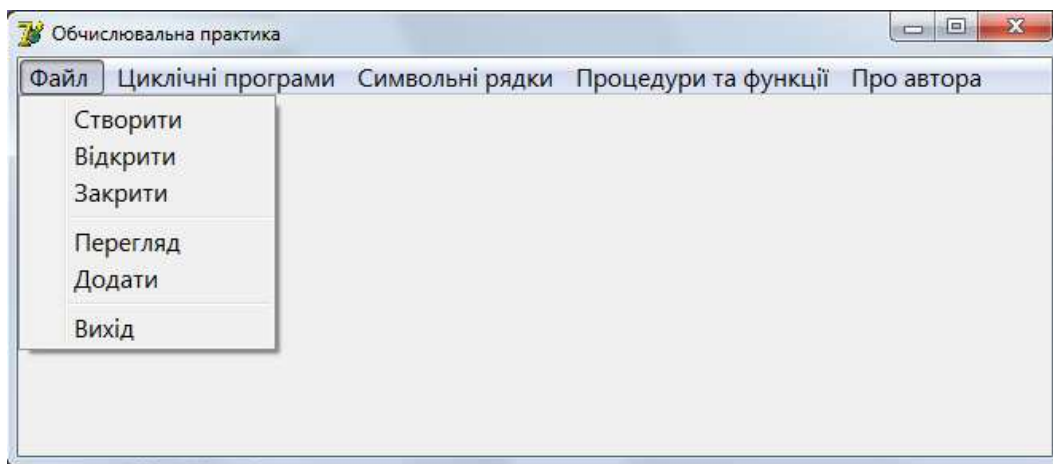 Обчислювальна практика
Файл Циклічні програми Символьні рядки Процедури та функції Про автора
Створити
Відкрити
Закрити
Перегляд
Додати
Вихід